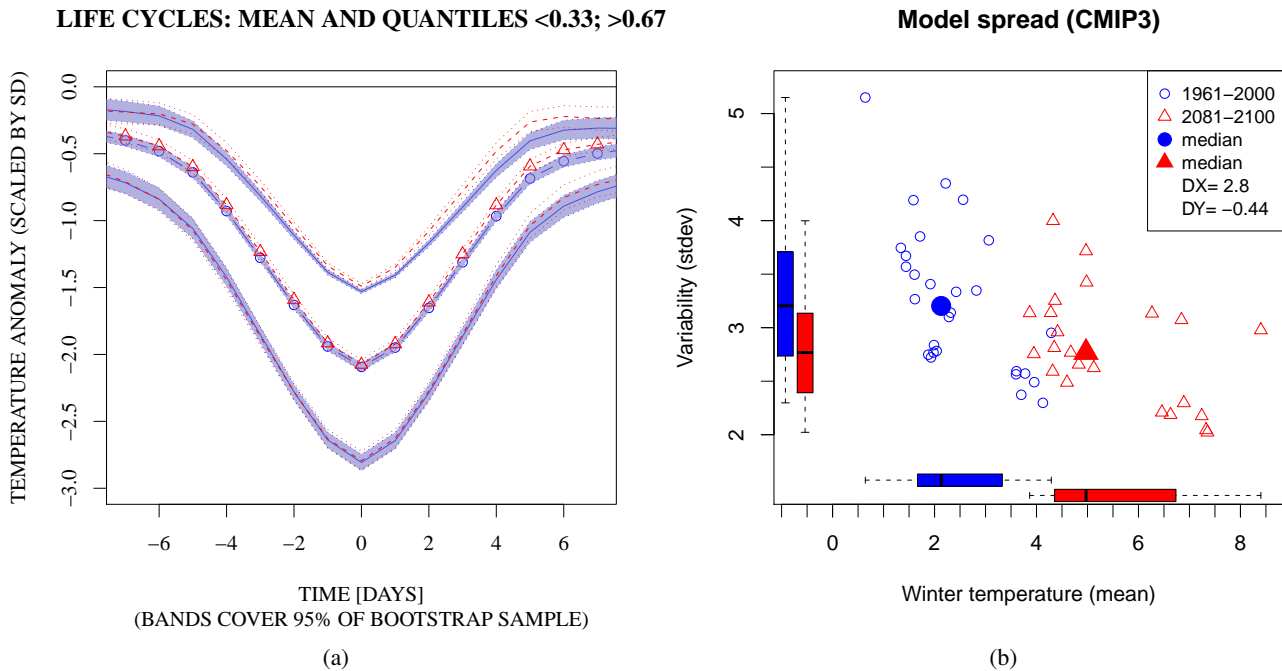 LIFE CYCLES: MEAN AND QUANTILES <0.33; >0.67
TEMPERATURE ANOMALY (SCALED BY SD)
0.0
−0.5
−1.0
−1.5
−2.0
−2.5
−3.0
−6 −4 −2 0 2 4 6
TIME [DAYS]
(BANDS COVER 95% OF BOOTSTRAP SAMPLE)
(a)
Model spread (CMIP3)
Variability (stdev)
5
4
3
2
1961−2000
2081−2100
median
median
DX= 2.8
DY= −0.44
0 2 4 6 8
Winter temperature (mean)
(b)